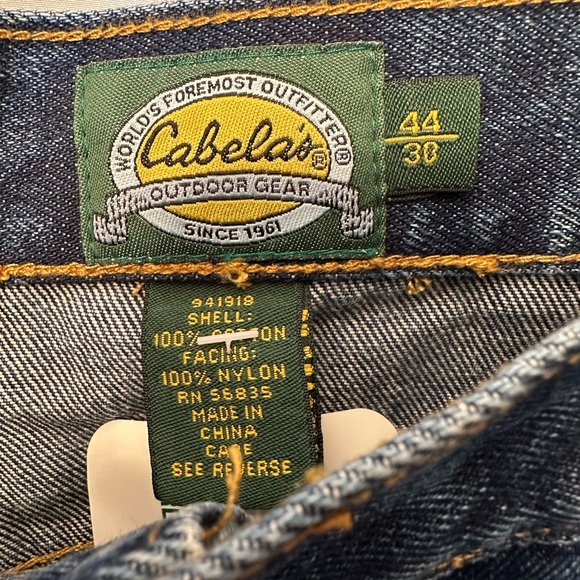 WORLD'S FOREMOST OUTFITTER®
Cabela's®
OUTDOOR GEAR
SINCE 1961
44
30
941918
SHELL:
100% COTTON
FACING:
100% NYLON
RN 56835
MADE IN
CHINA
CARE
SEE REVERSE